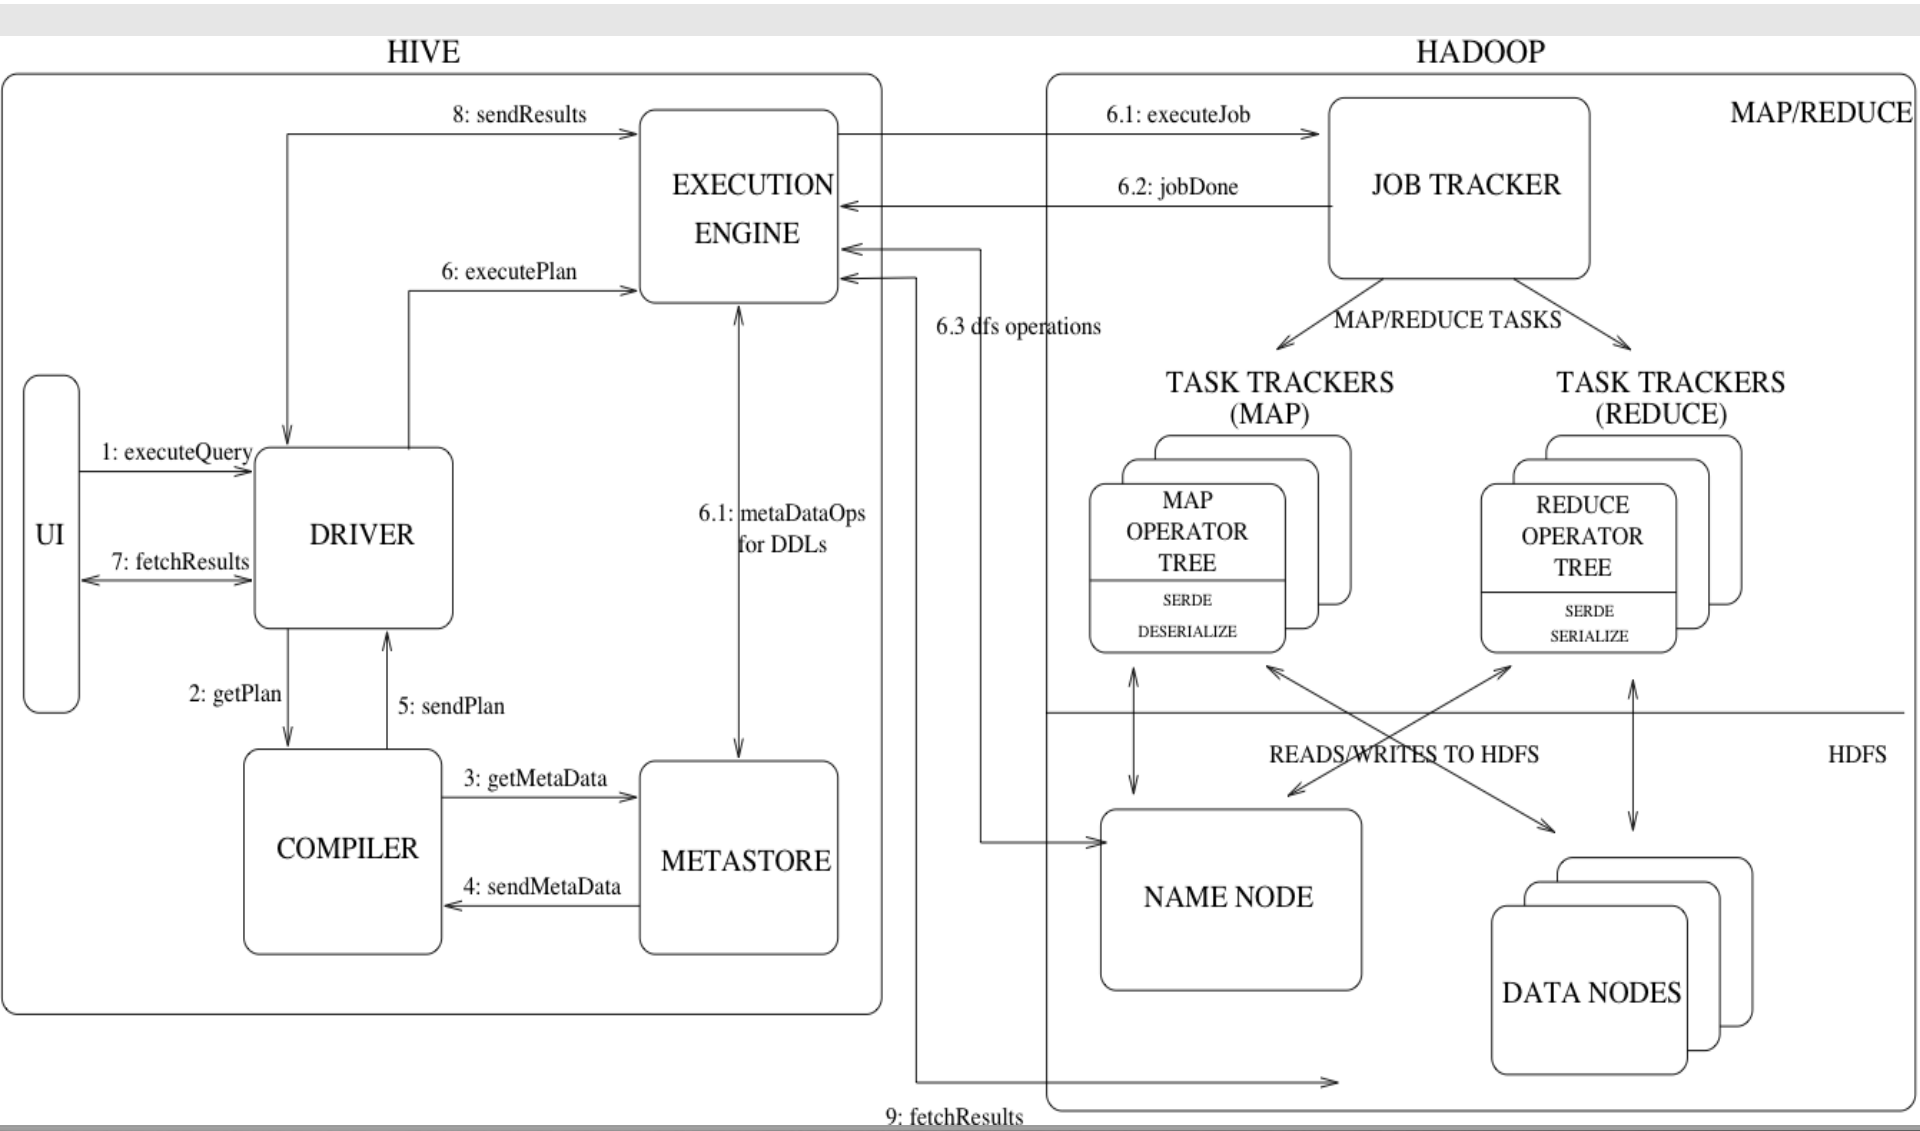 HIVE
HADOOP
8: sendResults
6.1: executeJob
MAP/REDUCE
EXECUTION
ENGINE
6.2: jobDone
JOB TRACKER
6: executePlan
6.3 dfs operations
MAP/REDUCE TASKS
TASK TRACKERS
(MAP)
TASK TRACKERS
(REDUCE)
1: executeQuery
UI
DRIVER
7: fetchResults
6.1: metaDataOps
for DDLs
MAP
OPERATOR
TREE
SERDE
DESERIALIZE
REDUCE
OPERATOR
TREE
SERDE
SERIALIZE
2: getPlan
5: sendPlan
READS/WRITES TO HDFS
HDFS
3: getMetaData
COMPILER
METASTORE
4: sendMetaData
NAME NODE
DATA NODES
9: fetchResults